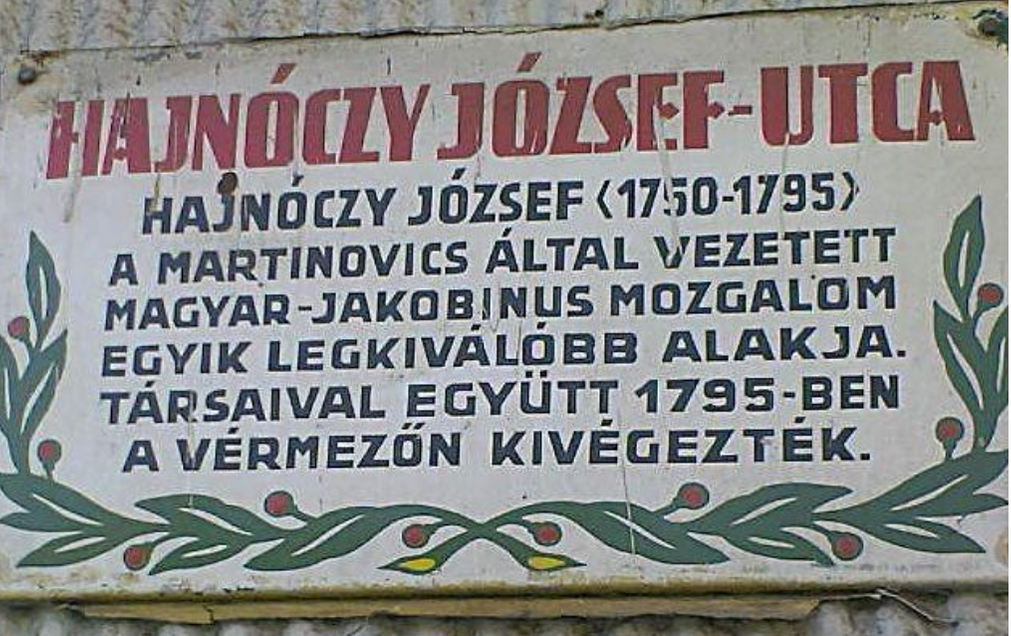 HAJNÓCZY JÓZSEF-UTCA
HAJNÓCZY JÓZSEF (1750-1795)
A MARTINOVICS ÁLTAL VEZETETT
MAGYAR-JAKOBINUS MOZGALOM
EGYIK LEGKIVÁLÓBB ALAKJA.
TÁRSAIVAL EGYÜTT 1795-BEN
A VÉRMEZŐN KIVÉGEZTÉK.